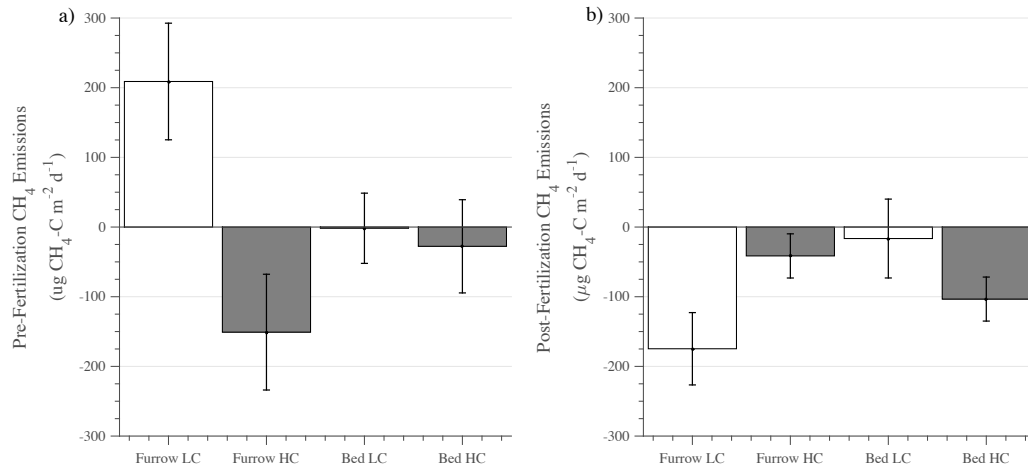 a)
Pre-Fertilization CH4 Emissions
(ug CH4-C m-2 d-1)
300
200
100
0
-100
-200
-300
Furrow LC
Furrow HC
Bed LC
Bed HC
b)
Post-Fertilization CH4 Emissions
(µg CH4-C m-2 d-1)
300
200
100
0
-100
-200
-300
Furrow LC
Furrow HC
Bed LC
Bed HC